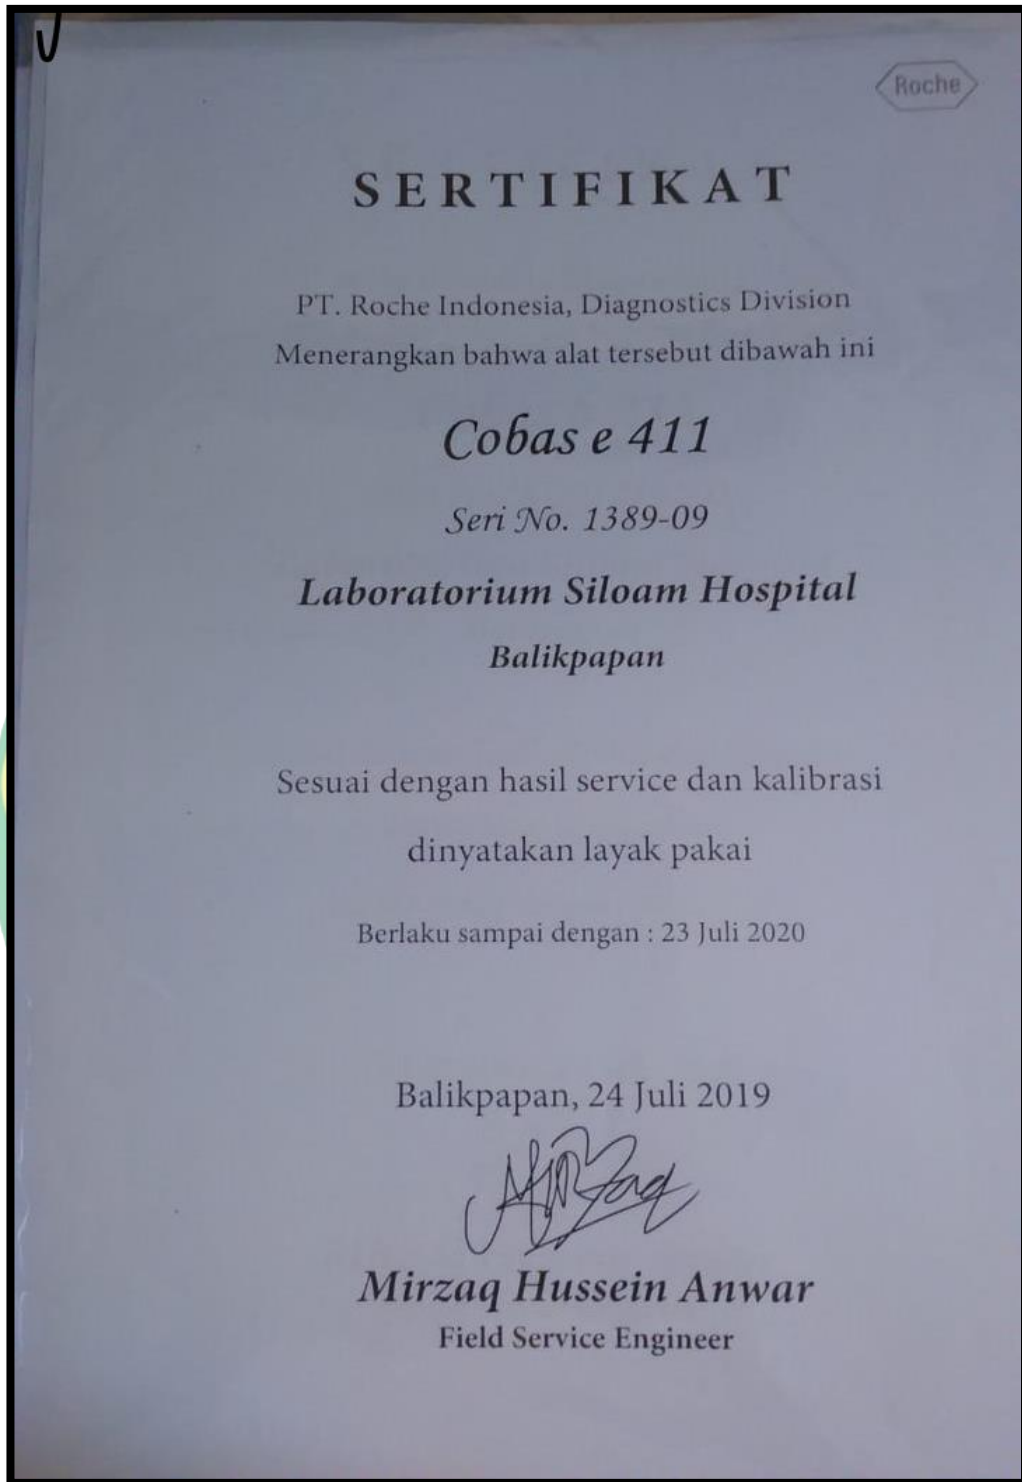 Roche
SERTIFIKAT
PT. Roche Indonesia, Diagnostics Division
Menerangkan bahwa alat tersebut dibawah ini
Cobas e 411
Seri No. 1389-09
Laboratorium Siloam Hospital
Balikpapan
Sesuai dengan hasil service dan kalibrasi
dinyatakan layak pakai
Berlaku sampai dengan : 23 Juli 2020
Balikpapan, 24 Juli 2019
Mirzaq Hussein Anwar
Field Service Engineer